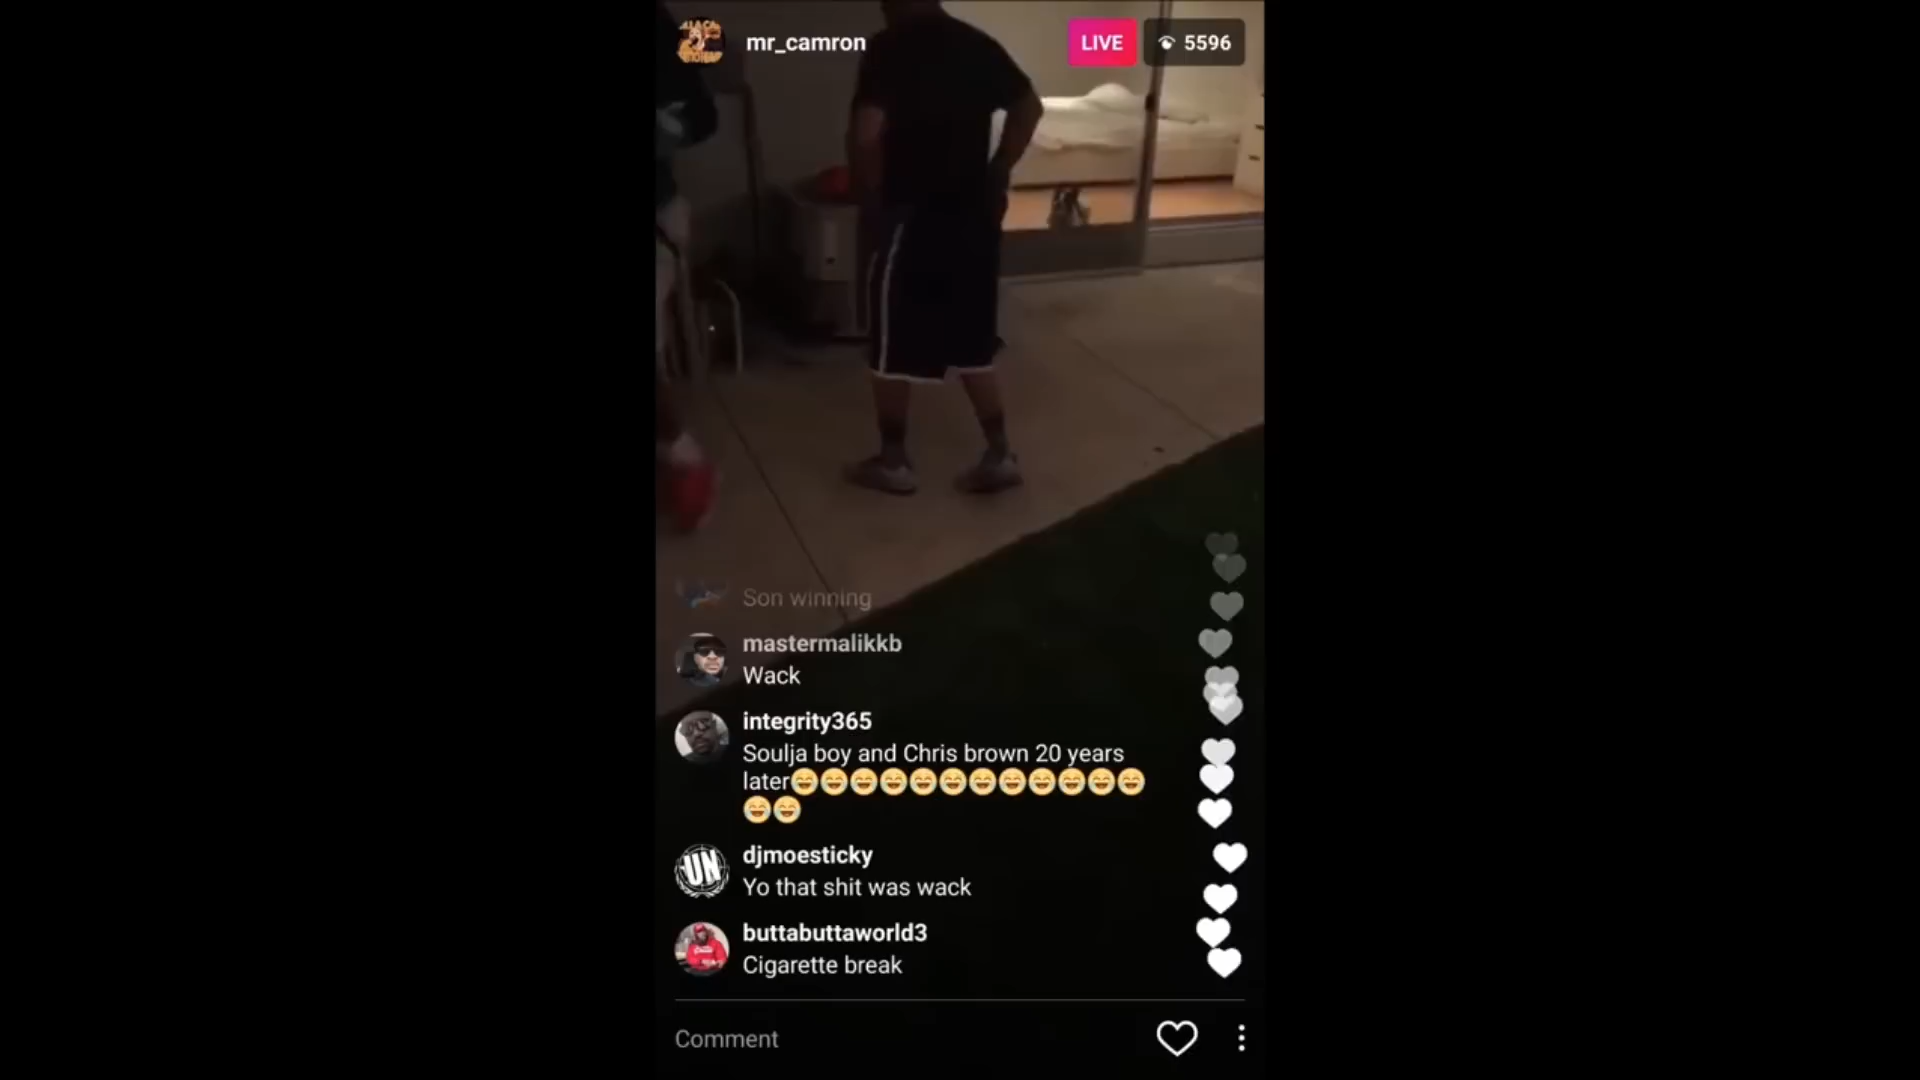 mr_camron
LIVE
5596
Son winning
mastermalikkb
Wack
integrity365
Soulja boy and Chris brown 20 years
later😂😂😂😂😂😂😂😂😂😂😂😂
😂😂
djmoesticky
UN
Yo that shit was wack
buttabuttaworld3
Cigarette break
Comment